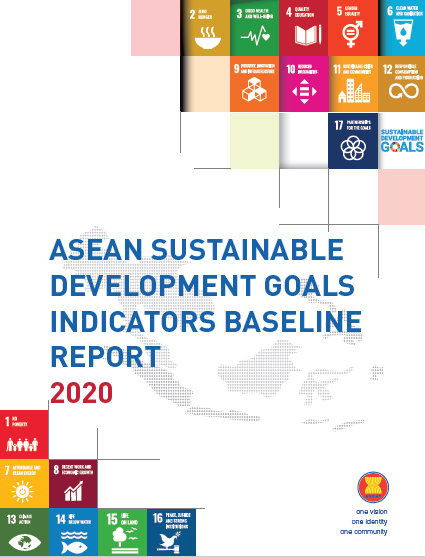 2 ZERO
HUNGER
3 GOOD HEALTH
AND WELL-BEING
4 QUALITY
EDUCATION
5 GENDER
EQUALITY
6 CLEAN WATER
AND SANITATION
9 INDUSTRY, INNOVATION
AND INFRASTRUCTURE
10 REDUCED
INEQUALITIES
11 SUSTAINABLE CITIES
AND COMMUNITIES
12 RESPONSIBLE
CONSUMPTION
AND PRODUCTION
17 PARTNERSHIPS
FOR THE GOALS
SUSTAINABLE
DEVELOPMENT
GOALS
ASEAN SUSTAINABLE
DEVELOPMENT GOALS
INDICATORS BASELINE
REPORT
2020
1 NO
POVERTY
7 AFFORDABLE AND
CLEAN ENERGY
8 DECENT WORK AND
ECONOMIC GROWTH
13 CLIMATE
ACTION
14 LIFE
BELOW WATER
15 LIFE
ON LAND
16 PEACE, JUSTICE
AND STRONG
INSTITUTIONS
one vision
one identity
one community